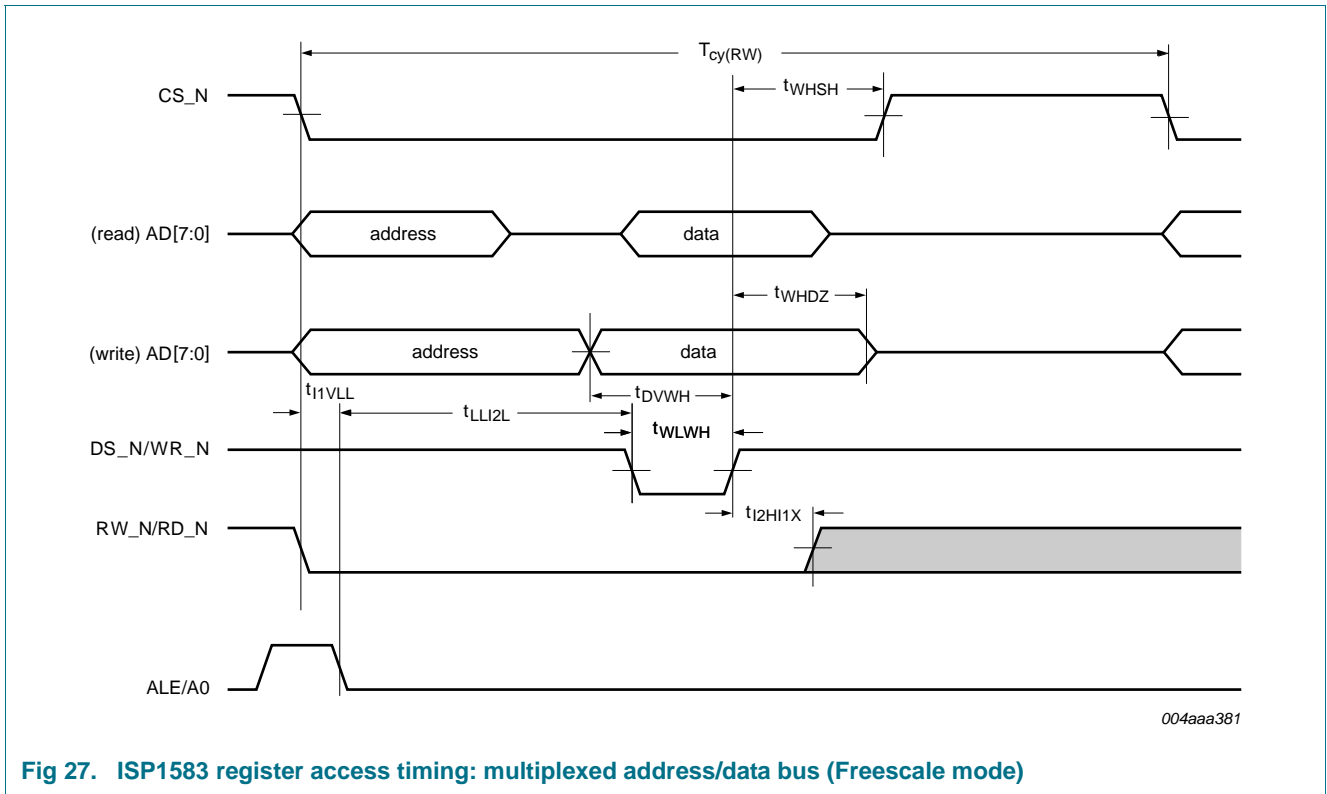 Tcy(RW)
CS_N
tWHSH
(read) AD[7:0]
address
data
tWHDZ
(write) AD[7:0]
address
data
tI1VLL
tDVWH
tLLI2L
tWLWH
DS_N/WR_N
tI2HI1X
RW_N/RD_N
ALE/A0
004aaa381
Fig 27. ISP1583 register access timing: multiplexed address/data bus (Freescale mode)